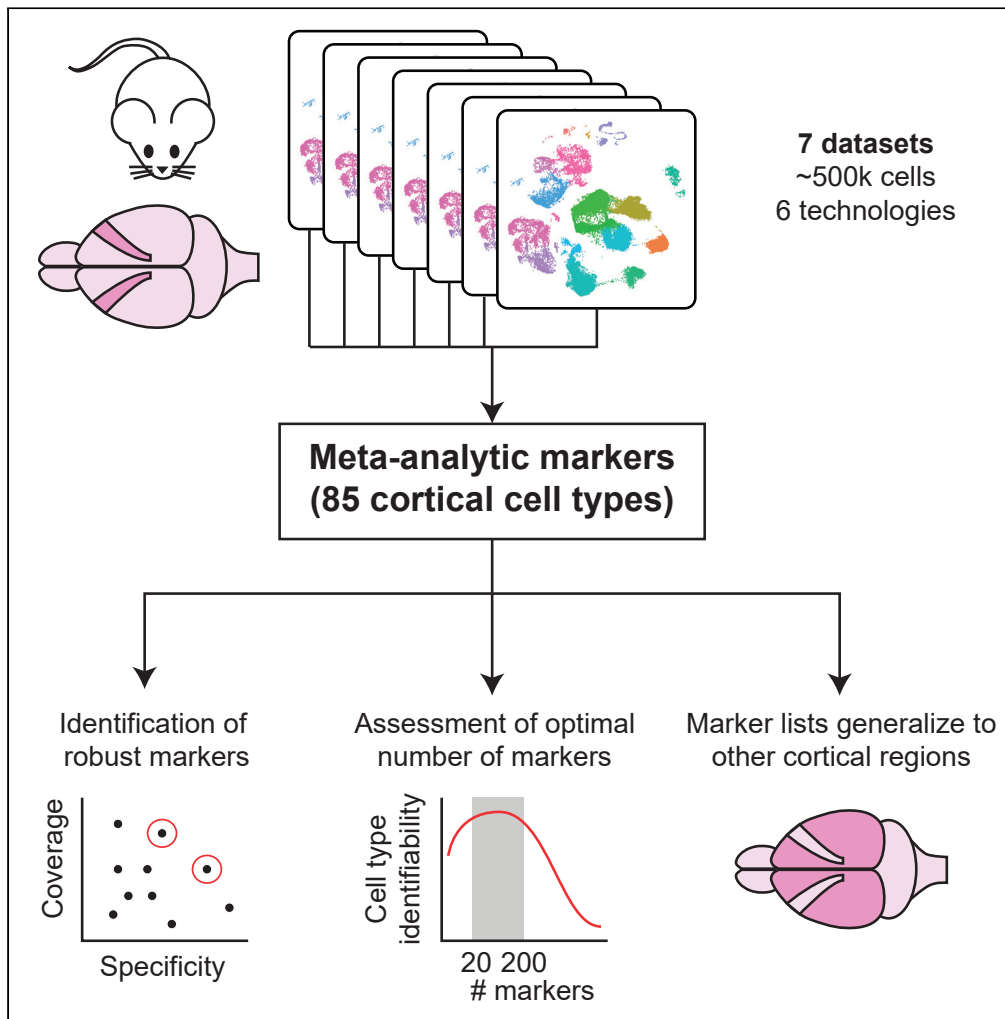 7 datasets
~500k cells
6 technologies
Meta-analytic markers
(85 cortical cell types)
Identification of
robust markers
Assessment of optimal
number of markers
Marker lists generalize to
other cortical regions
Coverage
Specificity
Cell type
identifiability
20 200
# markers